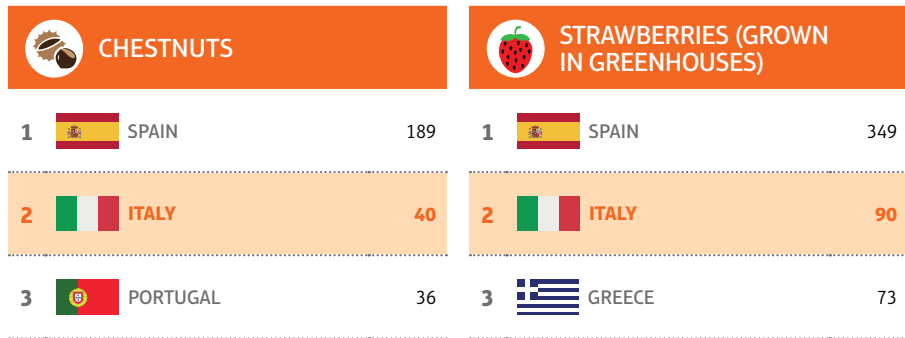 CHESTNUTS
1 SPAIN 189
2 ITALY 40
3 PORTUGAL 36
STRAWBERRIES (GROWN
IN GREENHOUSES)
1 SPAIN 349
2 ITALY 90
3 GREECE 73